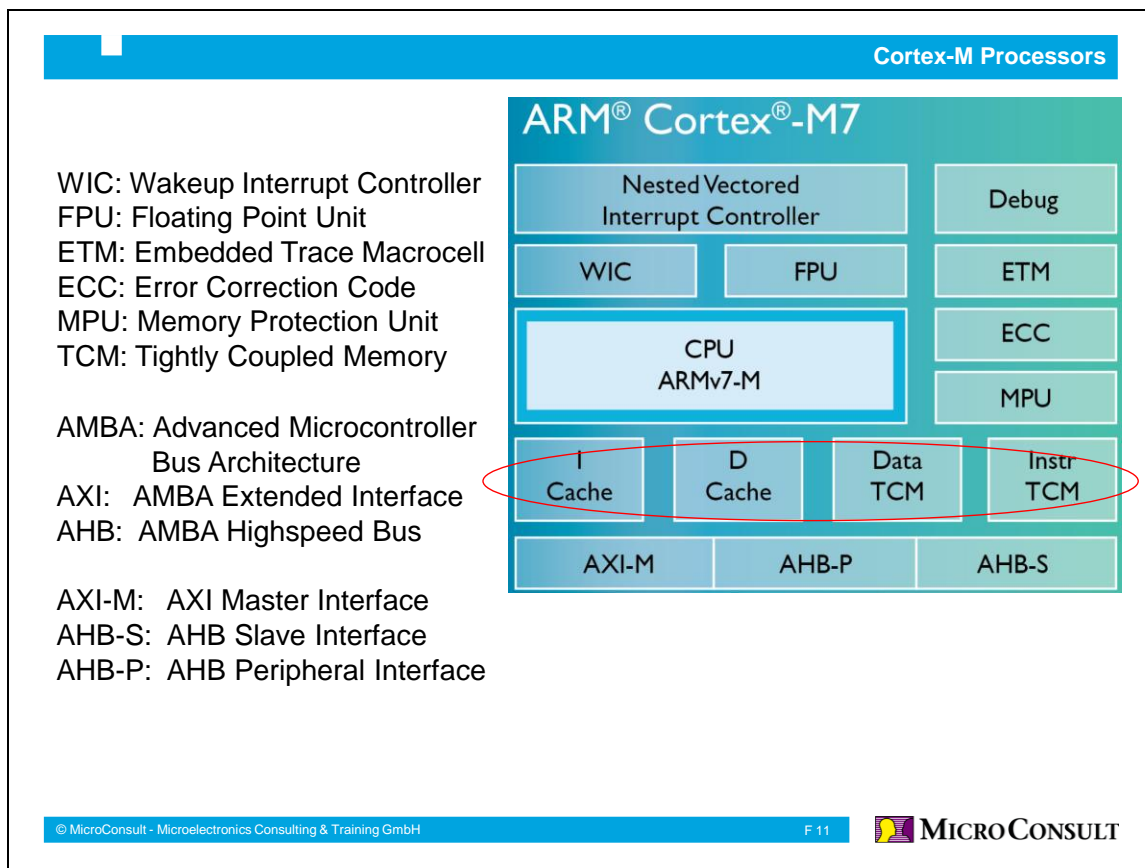 Cortex-M Processors
WIC: Wakeup Interrupt Controller
FPU: Floating Point Unit
ETM: Embedded Trace Macrocell
ECC: Error Correction Code
MPU: Memory Protection Unit
TCM: Tightly Coupled Memory
AMBA: Advanced Microcontroller
Bus Architecture
AXI: AMBA Extended Interface
AHB: AMBA Highspeed Bus
AXI-M: AXI Master Interface
AHB-S: AHB Slave Interface
AHB-P: AHB Peripheral Interface
ARM® Cortex®-M7
Nested Vectored
Interrupt Controller
Debug
WIC
FPU
ETM
CPU
ARMv7-M
ECC
MPU
I
Cache
D
Cache
Data
TCM
Instr
TCM
AXI-M
AHB-P
AHB-S
© MicroConsult - Microelectronics Consulting & Training GmbH
F 11
MICROCONSULT